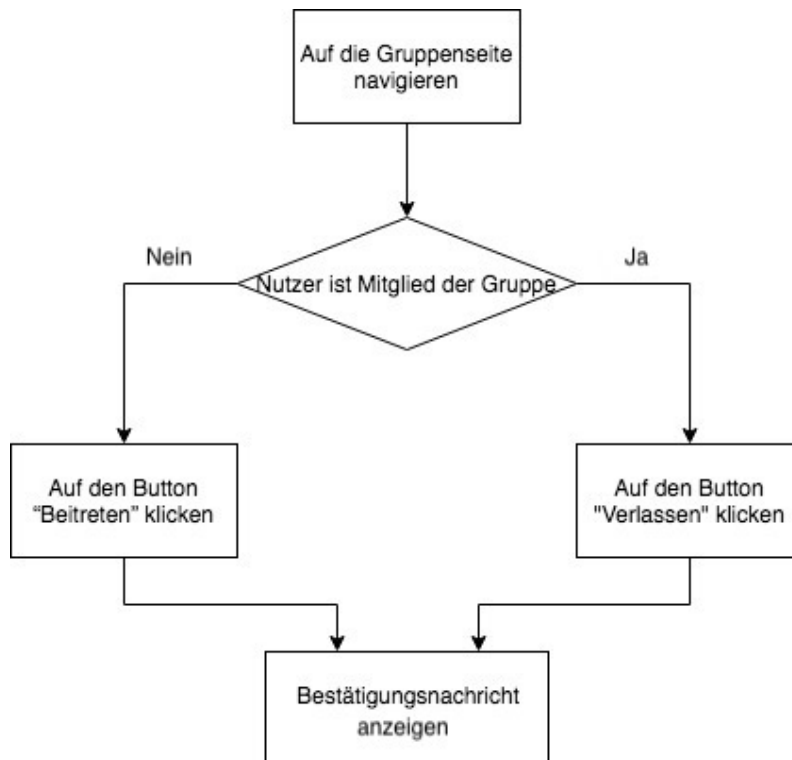 Auf die Gruppenseite
navigieren
Nein
Ja
Nutzer ist Mitglied der Gruppe
Auf den Button
“Beitreten” klicken
Auf den Button
"Verlassen" klicken
Bestätigungsnachricht
anzeigen